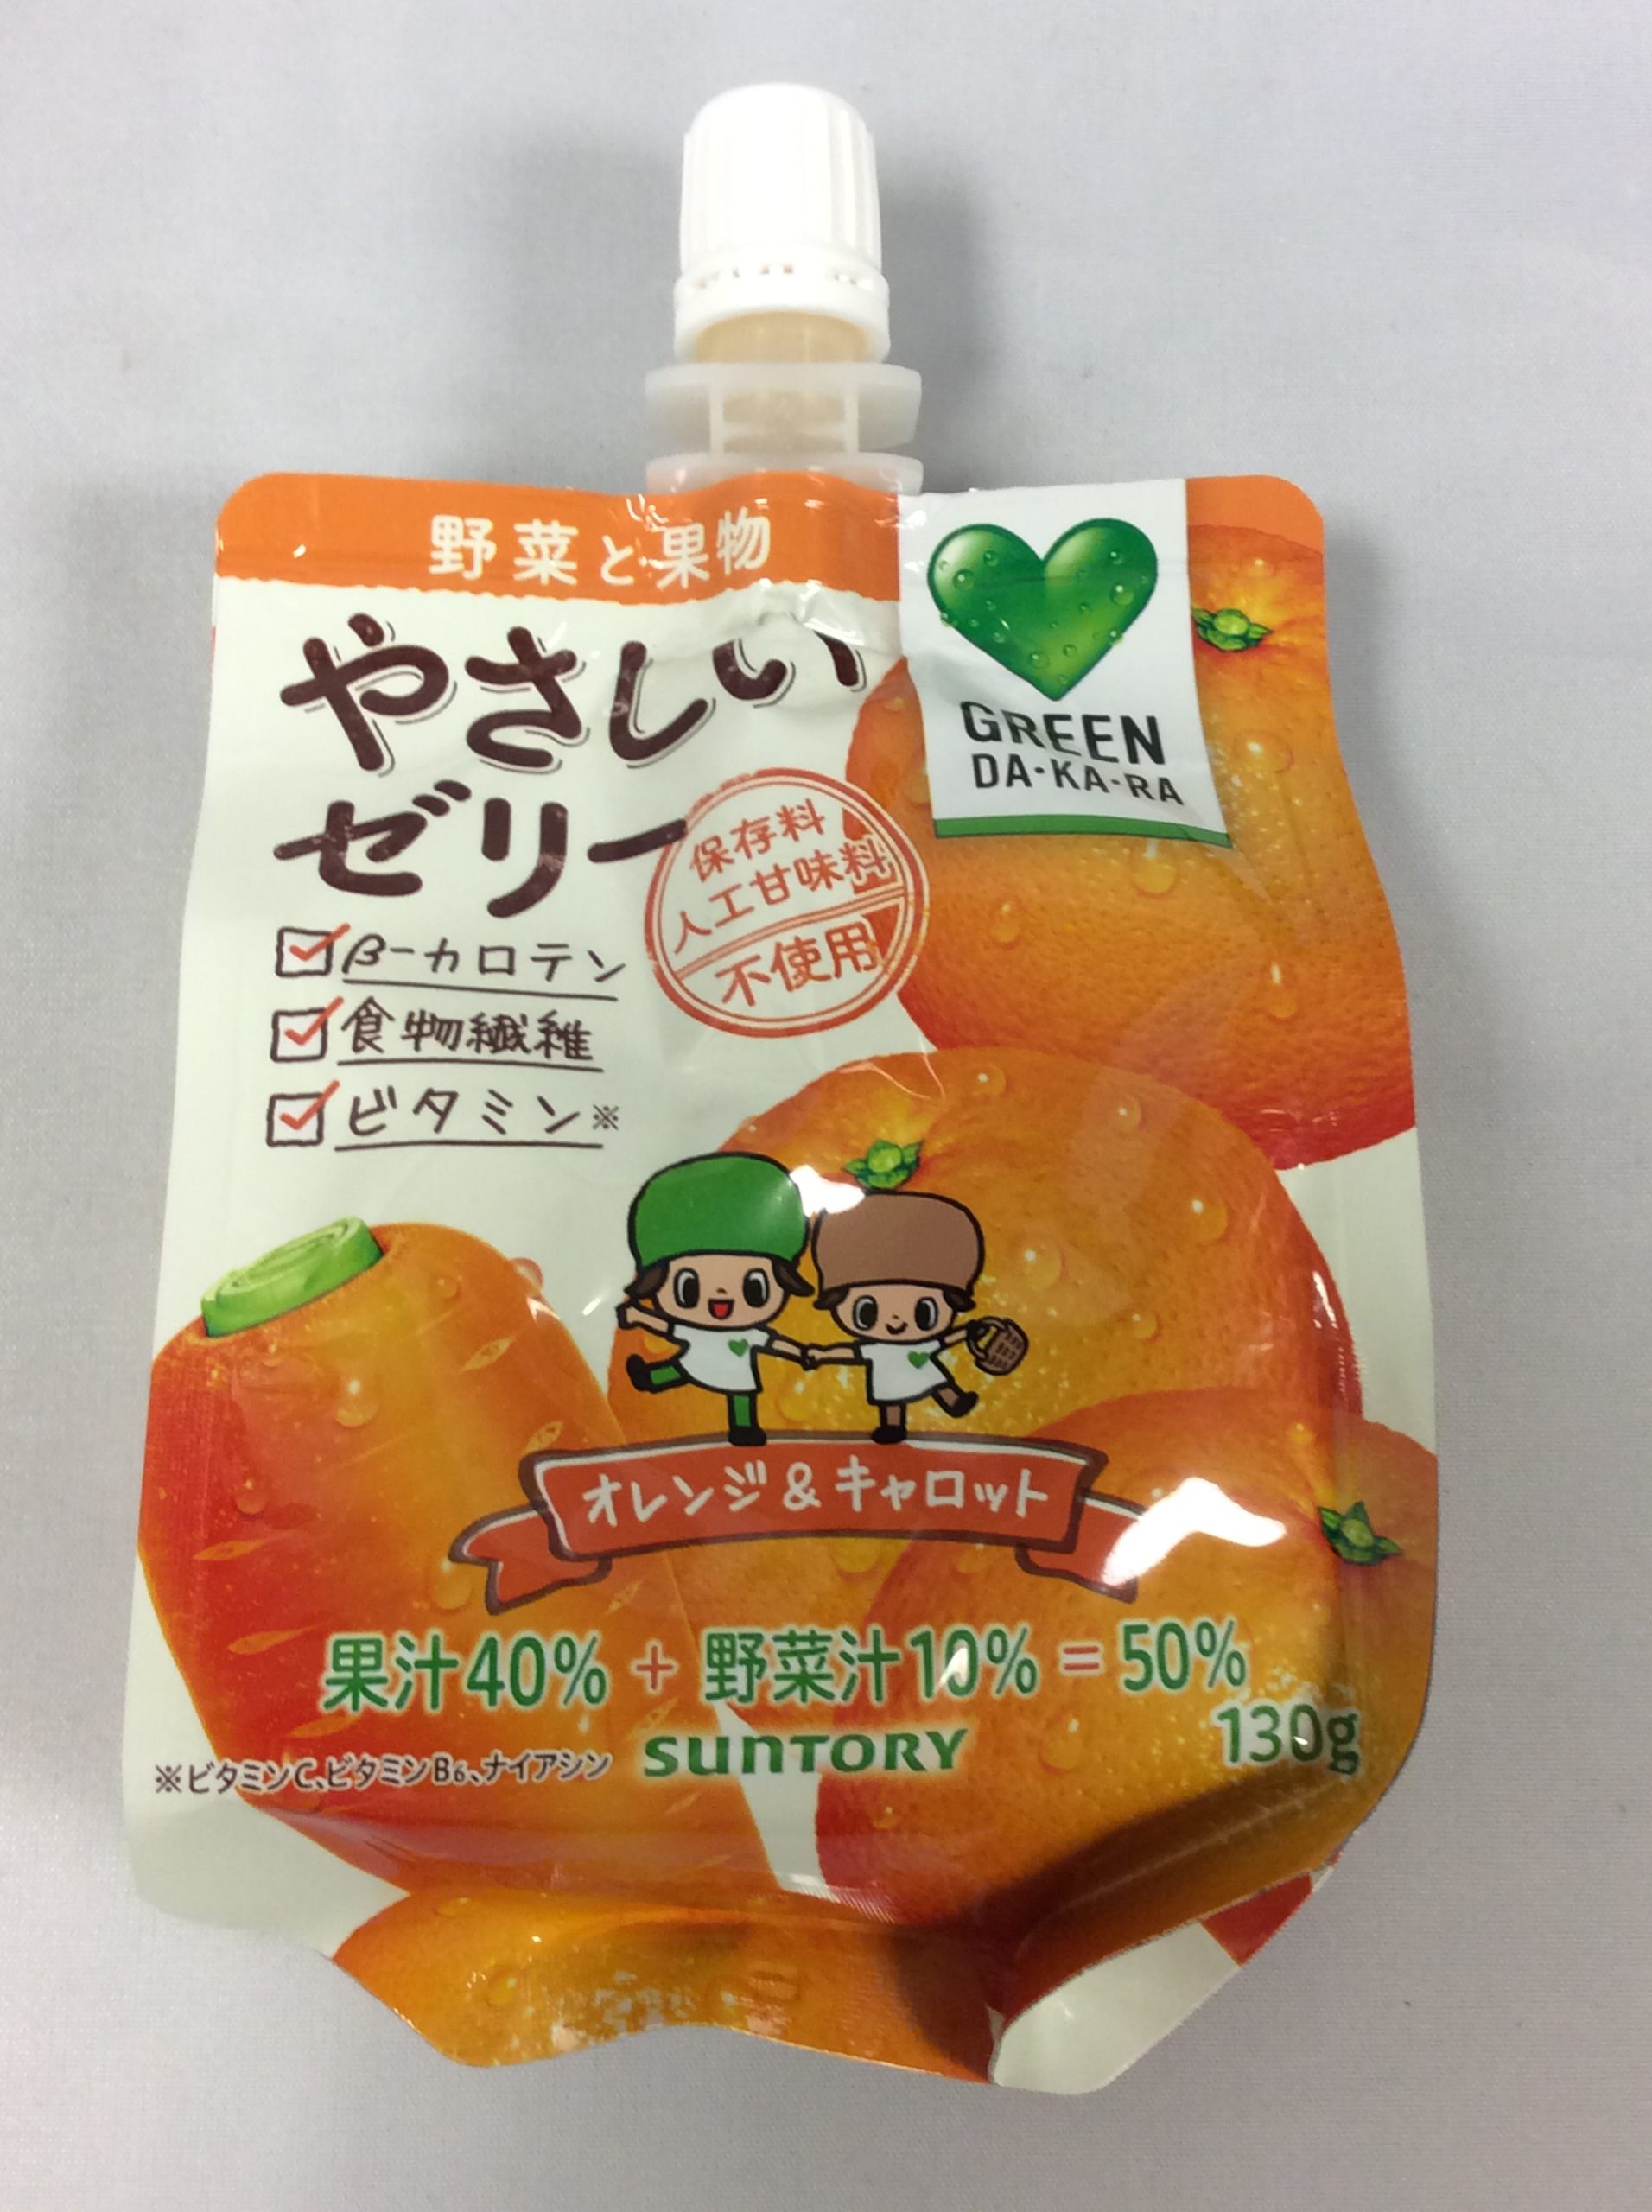 野菜と果物
やさしい
ゼリー
GREEN
DA・KA・RA
保存料
人工甘味料
不使用
β-カロテン
食物繊維
ビタミン※
オレンジ&キャロット
果汁40% + 野菜汁10% = 50%
130g
※ビタミンC、ビタミンB6、ナイアシン
SUNTORY